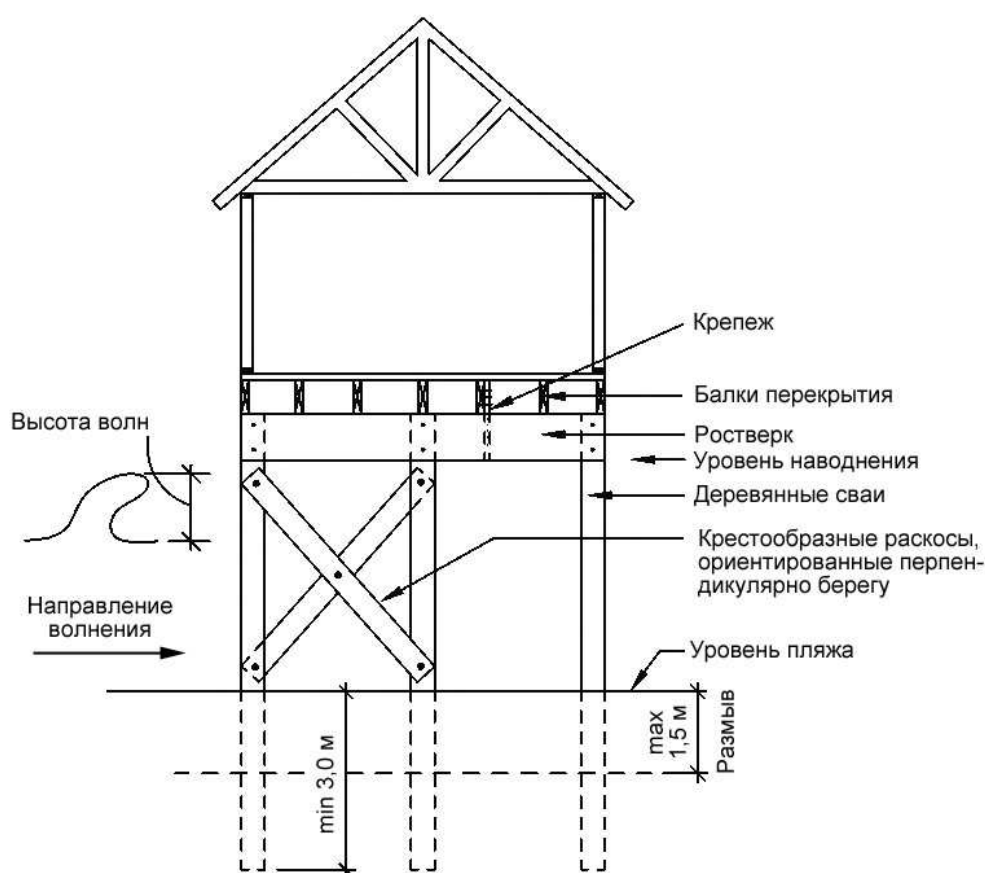 Крепеж
Балки перекрытия
Высота волн
Ростверк
Уровень наводнения
Деревянные сваи
Крестообразные раскосы,
ориентированные перпен-
дикулярно берегу
Направление
волнения
Уровень пляжа
max
1,5 м
Размыв
min 3,0 м